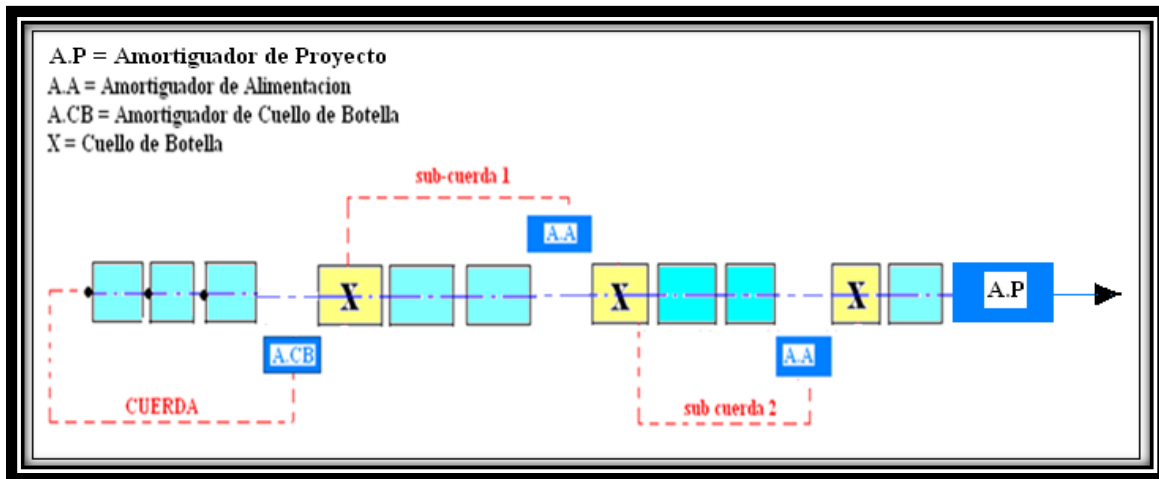 A.P = Amortiguador de Proyecto
A.A = Amortiguador de Alimentacion
A.CB = Amortiguador de Cuello de Botella
X = Cuello de Botella
sub-cuerda 1
A.A
X
X
X
A.P
A.CB
A.A
CUERDA
sub cuerda 2